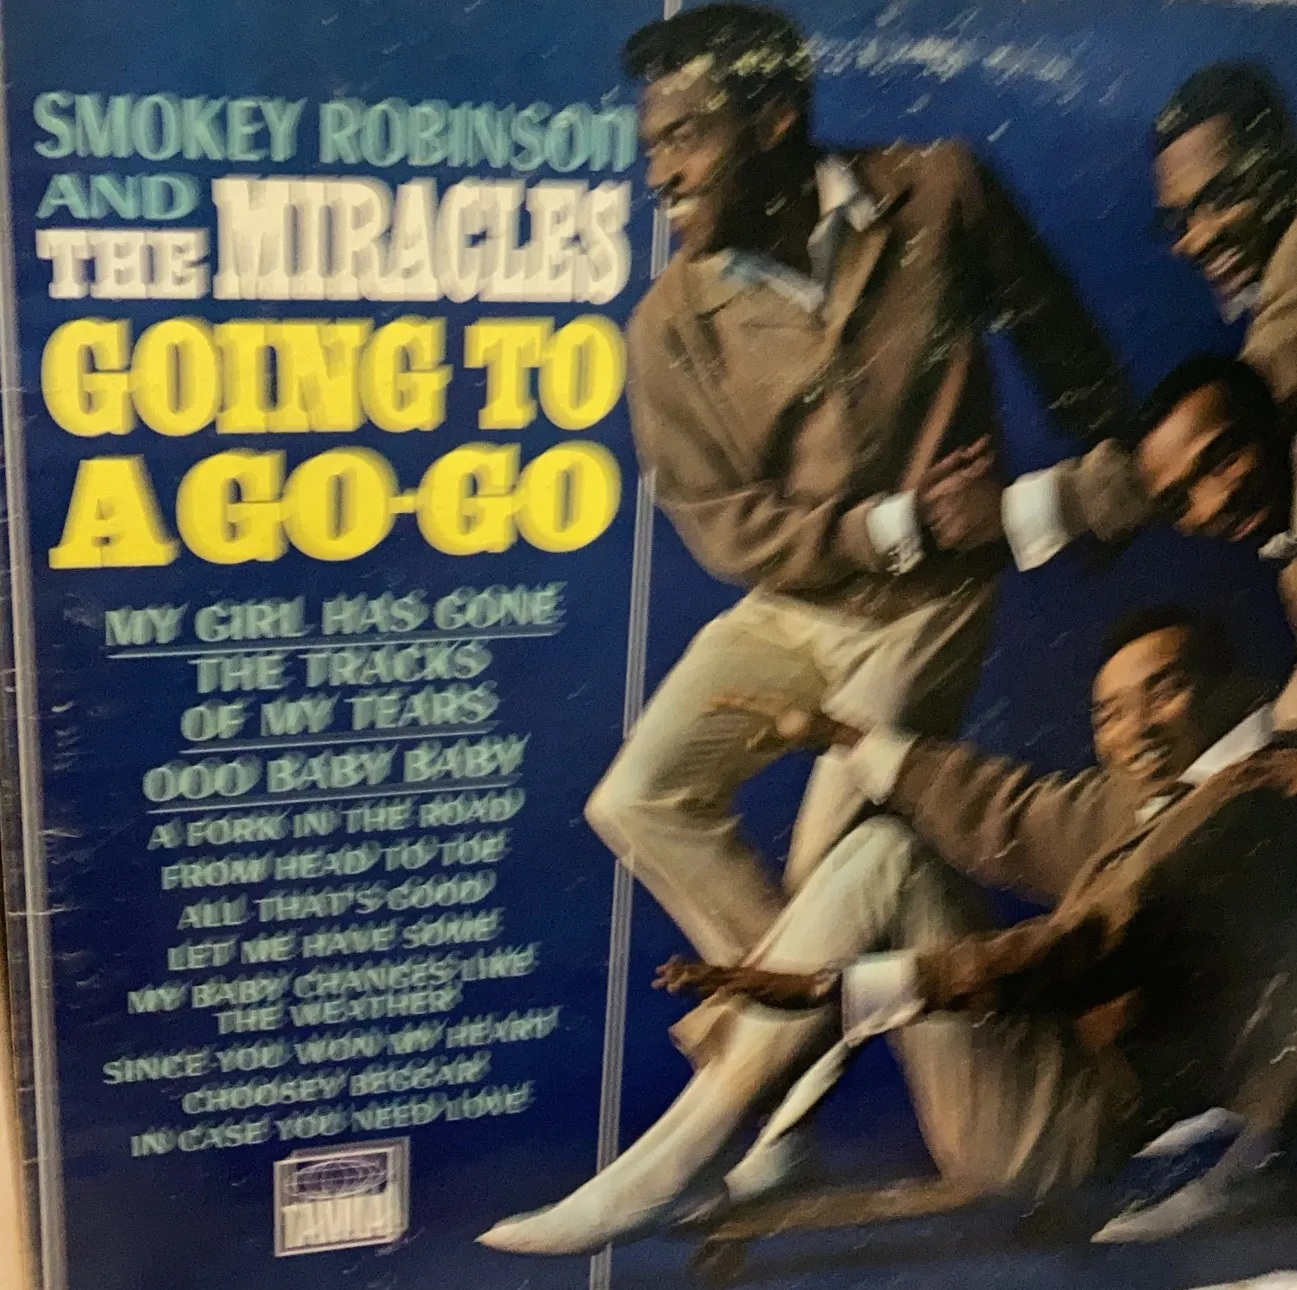 SMOKEY ROBINSON
AND
THE MIRACLES
GOING TO
A GO-GO
MY GIRL HAS GONE
THE TRACKS
OF MY TEARS
OOO BABY BABY
A FORK IN THE ROAD
FROM HEAD TO TOE
ALL THAT'S GOOD
LET ME HAVE SOME
MY BABY CHANGES LIKE
THE WEATHER
SINCE YOU WON MY HEART
CHOOSEY BEGGAR
IN CASE YOU NEED LOVE
TAMLA